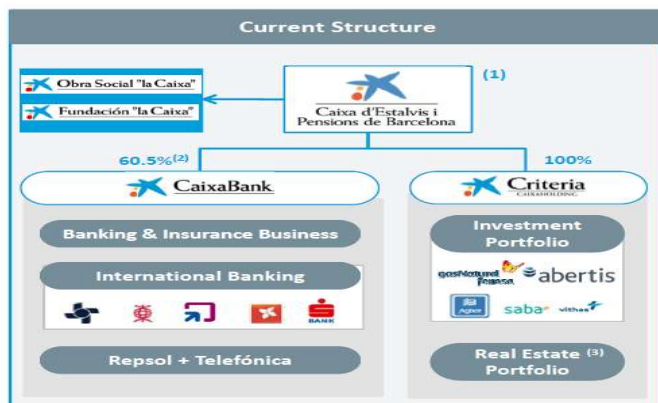 Current Structure
Obra Social "la Caixa"
Fundación "la Caixa"
Caixa d'Estalvis i
Pensions de Barcelona
(1)
60.5%(2)
100%
CaixaBank
Criteria
CAIXAHOLDING
Banking & Insurance Business
International Banking
BANK
Repsol + Telefónica
Investment
Portfolio
gasNatural
fenosa
abertis
Agbar
saba
vithas
Real Estate (3)
Portfolio